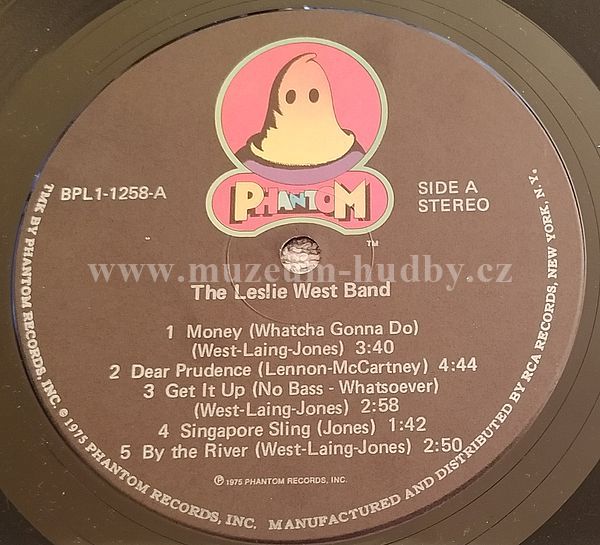 PHANTOM
TM
BPL1-1258-A
SIDE A
STEREO
www.muzeum-hudby.cz
The Leslie West Band
1 Money (Whatcha Gonna Do)
(West-Laing-Jones) 3:40
2 Dear Prudence (Lennon-McCartney) 4:44
3 Get It Up (No Bass - Whatsoever)
(West-Laing-Jones) 2:58
4 Singapore Sling (Jones) 1:42
5 By the River (West-Laing-Jones) 2:50
℗ 1975 PHANTOM RECORDS, INC.
TMK BY PHANTOM RECORDS, INC. © 1975 PHANTOM RECORDS, INC. MANUFACTURED AND DISTRIBUTED BY RCA RECORDS, NEW YORK, N.Y.